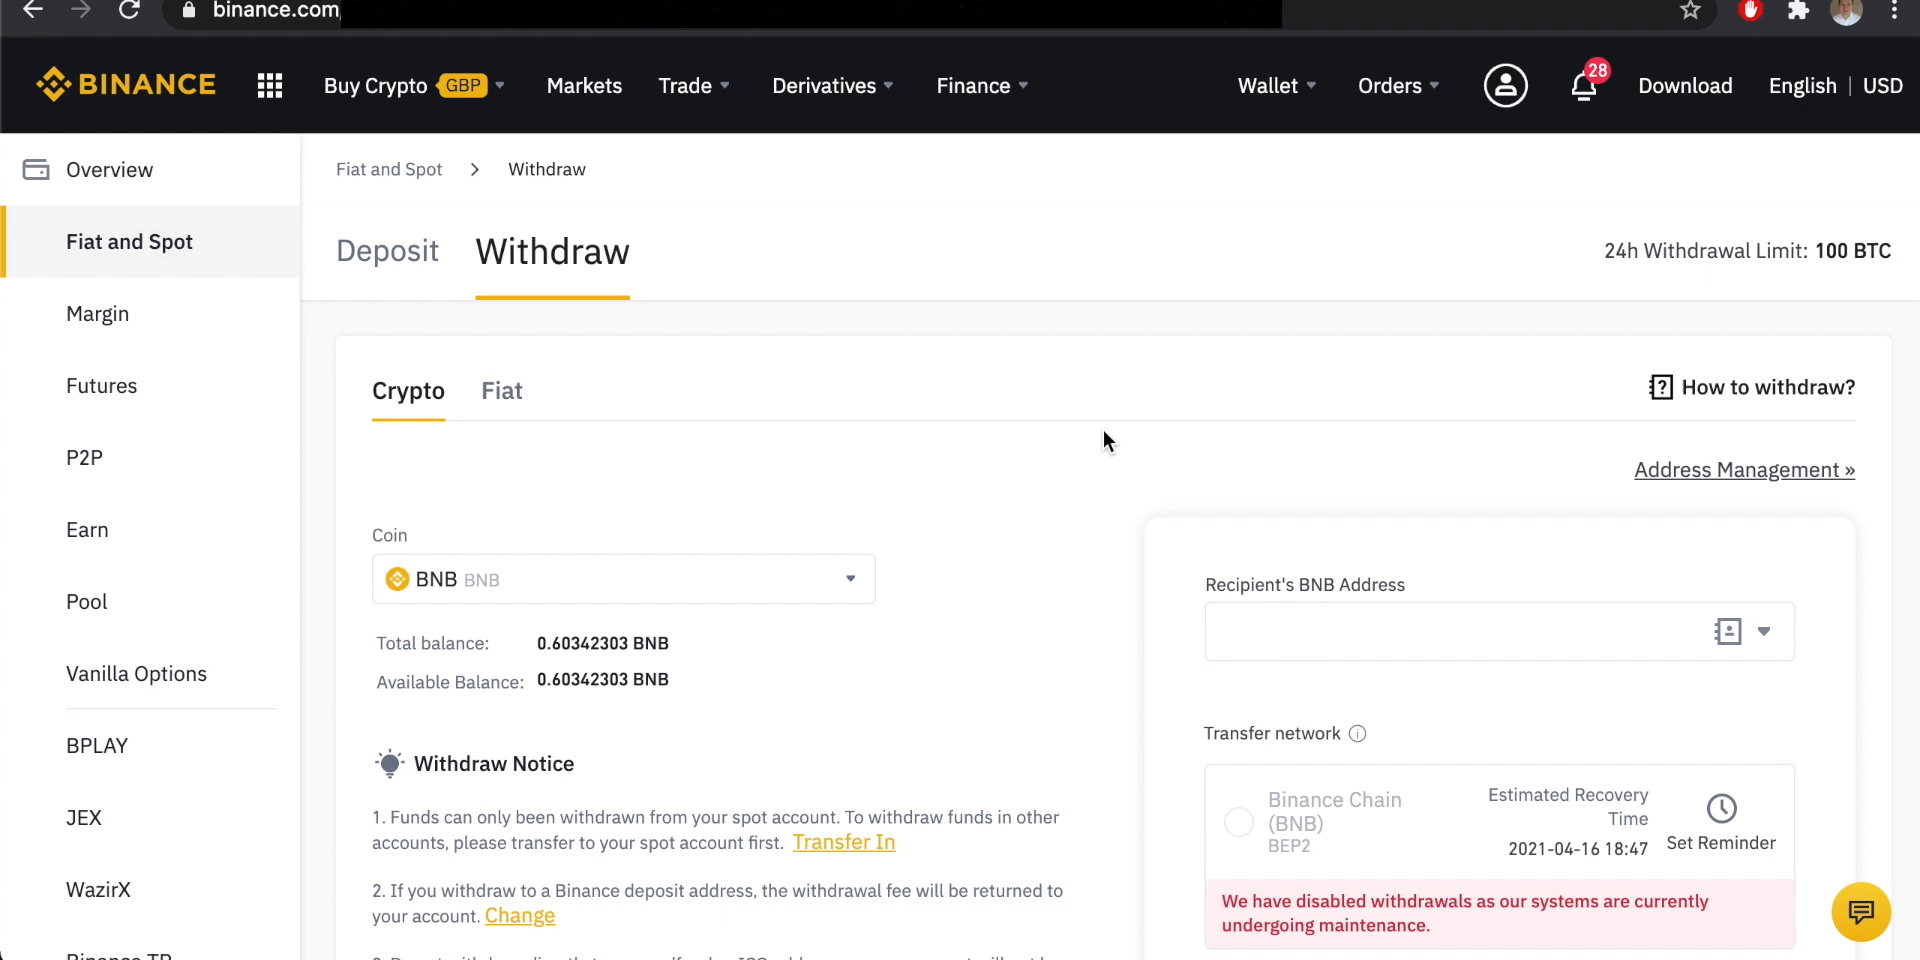 binance.com
BINANCE
Buy Crypto GBP
Markets
Trade
Derivatives
Finance
Wallet
Orders
28
Download
English | USD
Overview
Fiat and Spot
Margin
Futures
P2P
Earn
Pool
Vanilla Options
BPLAY
JEX
WazirX
Fiat and Spot > Withdraw
Deposit
Withdraw
24h Withdrawal Limit: 100 BTC
Crypto
Fiat
How to withdraw?
Address Management »
Coin
BNB BNB
Total balance: 0.60342303 BNB
Available Balance: 0.60342303 BNB
Withdraw Notice
1. Funds can only been withdrawn from your spot account. To withdraw funds in other
accounts, please transfer to your spot account first. Transfer In
2. If you withdraw to a Binance deposit address, the withdrawal fee will be returned to
your account. Change
Recipient's BNB Address
Transfer network
Binance Chain
(BNB)
BEP2
Estimated Recovery
Time
2021-04-16 18:47
Set Reminder
We have disabled withdrawals as our systems are currently
undergoing maintenance.